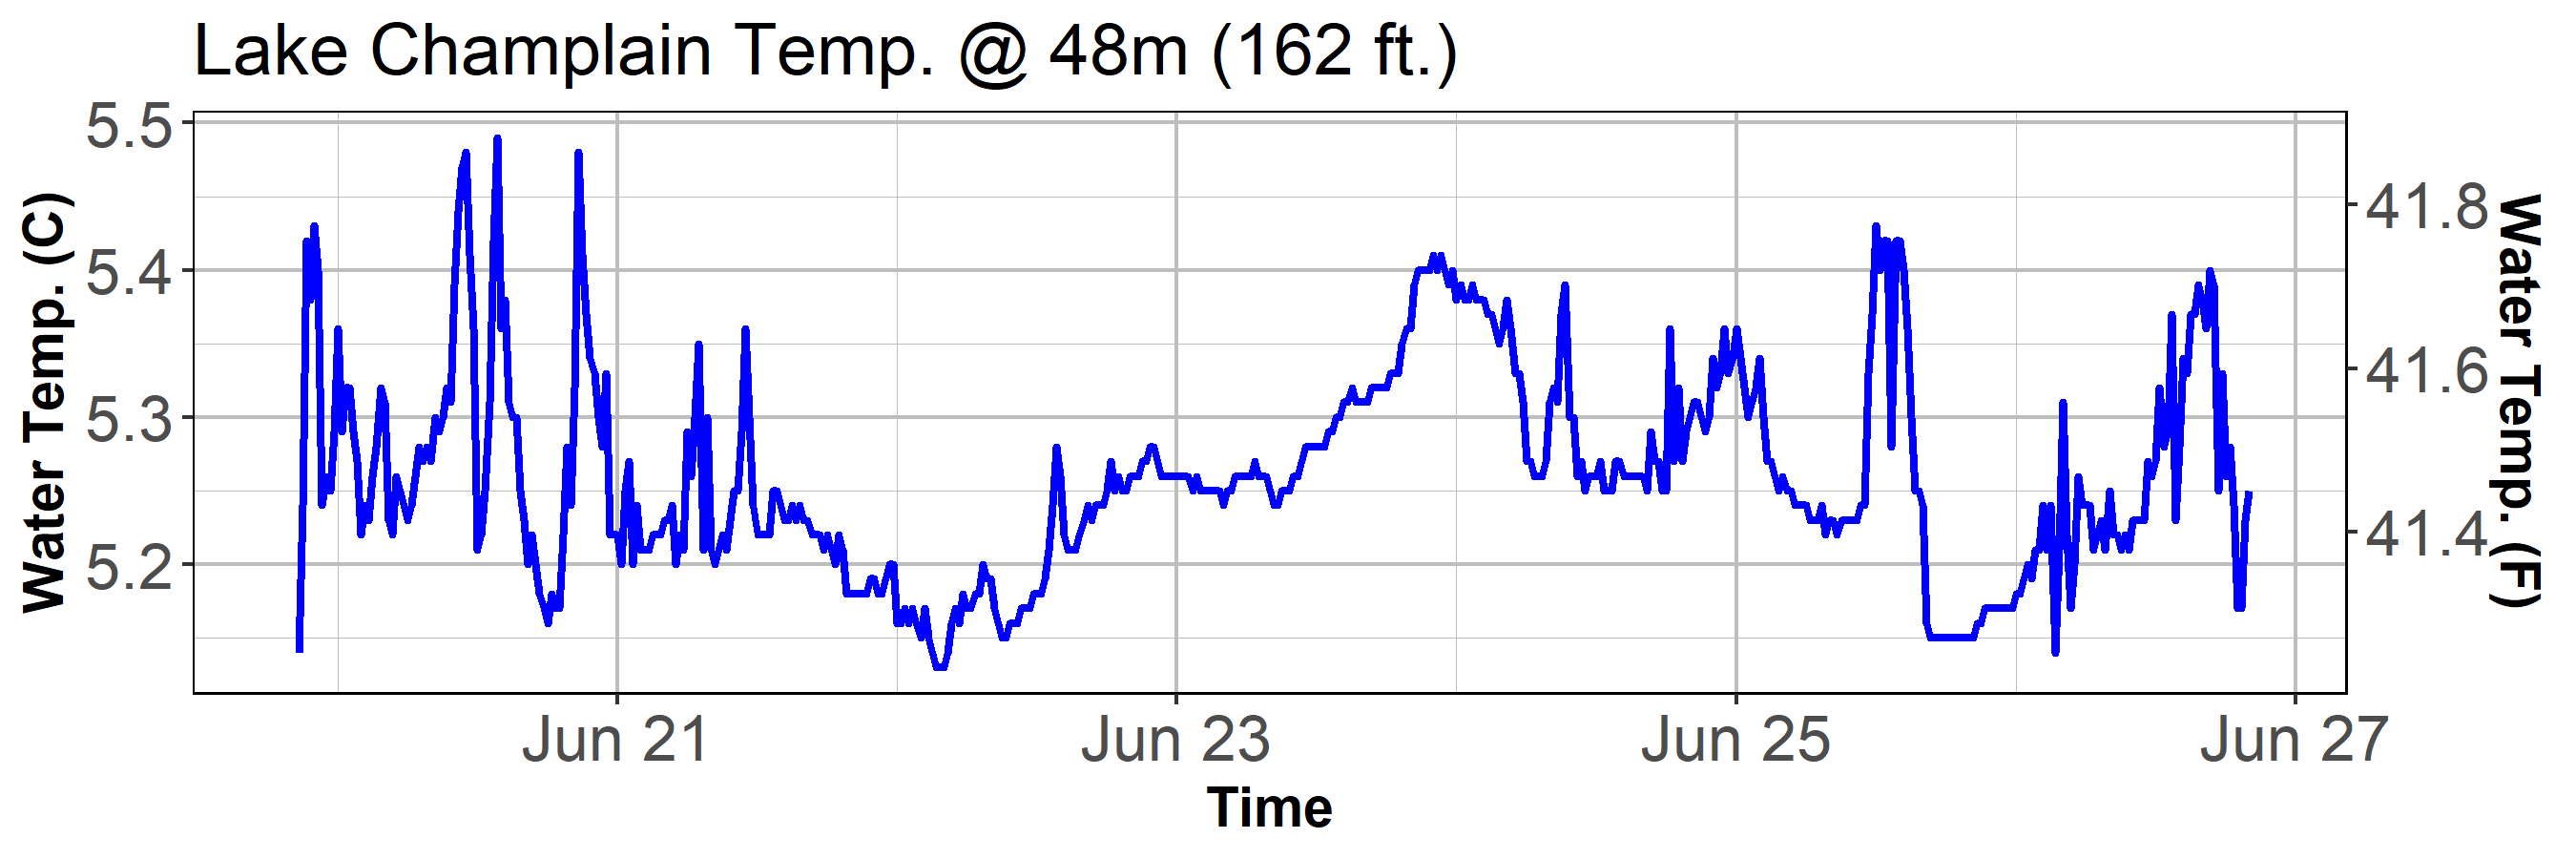 Lake Champlain Temp. @ 48m (162 ft.)
Water Temp. (C)
5.5
5.4
5.3
5.2
41.8
41.6
41.4
Water Temp. (F)
Jun 21 Jun 23 Jun 25 Jun 27
Time